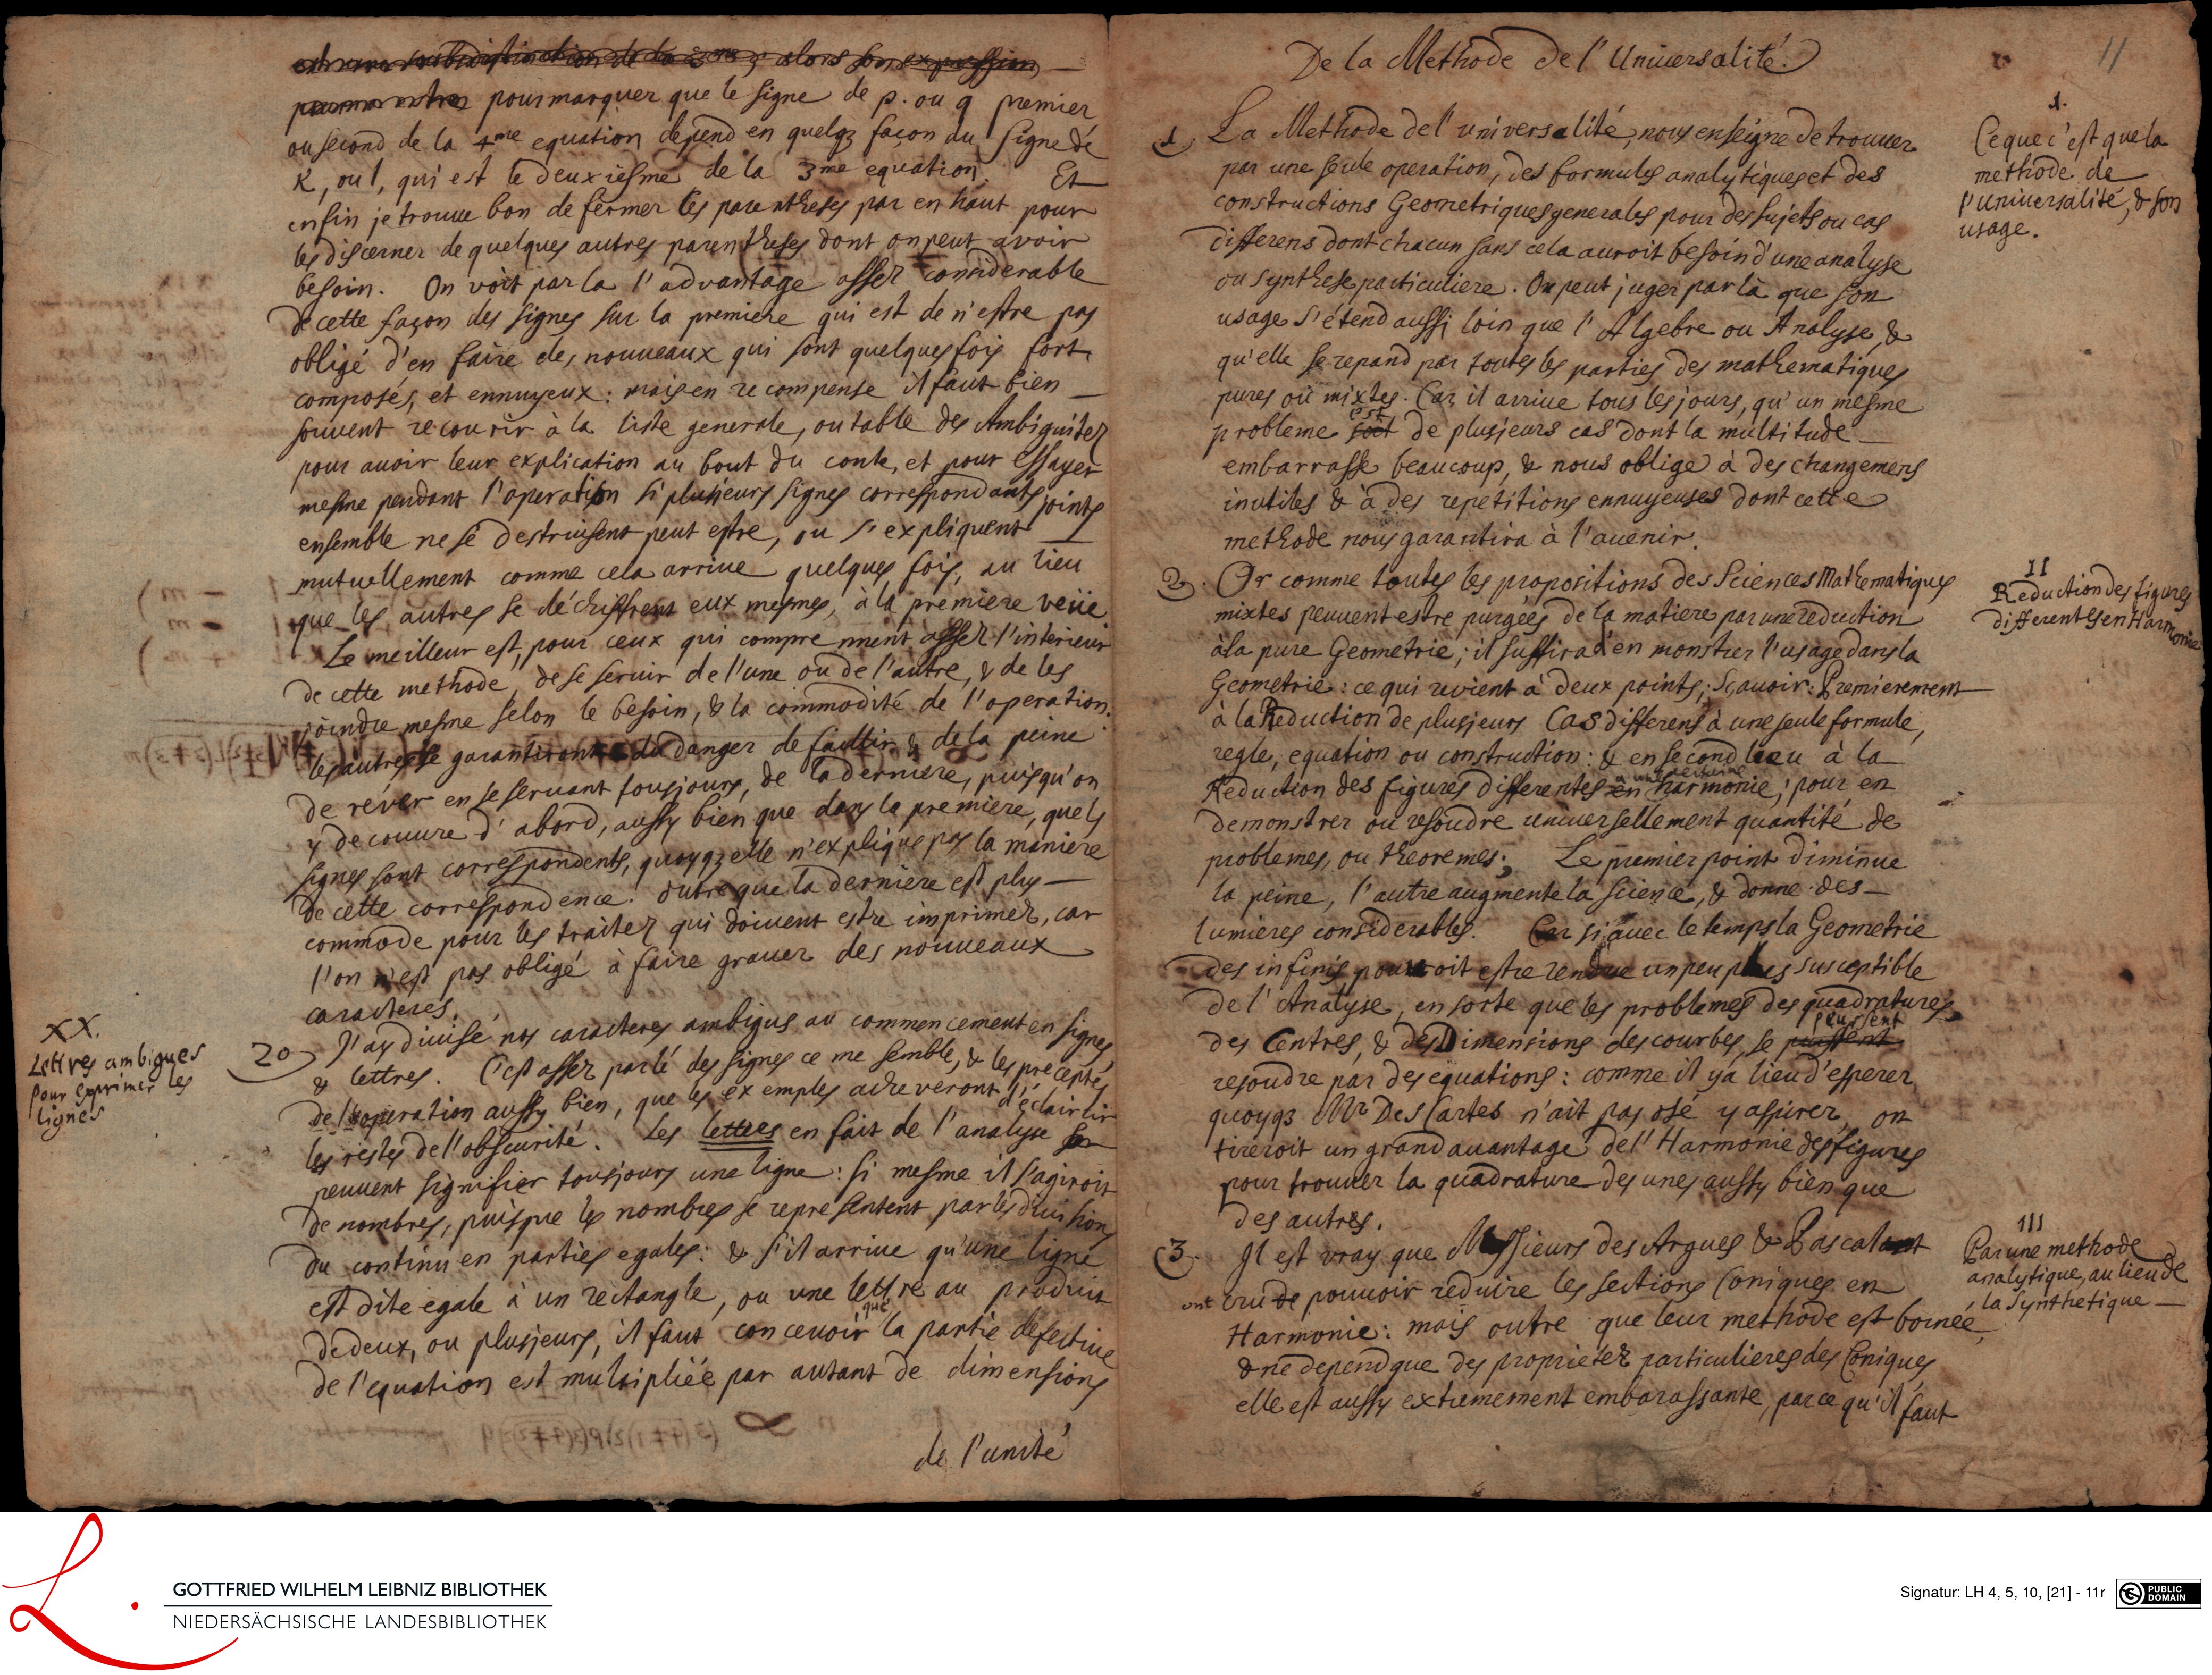 alors son expression
pour marquer que le signe de p. ou q premier
ou second de la 4me equation depend en quelqz façon du signe de
K, ou l, qui est le deuxiesme de la 3me equation. Et
enfin je trouve bon de fermer les parentheses par en haut pour
les discerner de quelques autres parentheses dont on peut avoir
besoin. On voit par la l'advantage assez considerable
de cette façon des signes sur la premiere qui est de n'estre pas
obligé d'en faire des nouveaux qui sont quelques fois fort
composés, et ennuyeux: mais en recompense il faut bien
souvent recourir à la liste generale, ou table des Ambiguitez
pour avoir leur explication au bout du conte, et pour essayer
mesme pendant l'operation si plusieurs signes correspondants joints
ensemble ne se destruisent peut estre, ou s'expliquent
mutuellement comme cela arrive quelques fois, au lieu
que les autres se déchiffrent eux mesmes, à la premiere veüe
Le meilleur est, pour ceux qui comprennent assez l'interieur
de cette methode, de se servir de l'une ou de l'autre, & de les
joindre mesme selon le besoin, & la commodité de l'operation.
les autres se garantiront du danger de faillir & de la peine
de réver en se servant tousjours, de la derniere, puisqu'on
y decouvre d'abord, aussy bien que dans la premiere, quels
signes sont correspondents, quoyqz elle n'explique pas la maniere
de cette correspondence. outre que la derniere est plus
commode pour les traitez qui doivent estre imprimez, car
l'on n'est pas obligé à faire graver des nouveaux
caracteres.
XX.
Lettres ambigues
pour exprimer les
lignes
20 J'ay divisé nos caracteres ambigus au commencement en signes,
& lettres. C'est assez parlé des signes ce me semble, & les preceptes
de l'operation aussy bien, que les exemples acheveront d'éclaircir
les restes de l'obscurité. Les lettres en fait de l'analyse
peuvent signifier tousjours une ligne: si mesme il s'agiroit
de nombres, puisque les nombres se representent par les divisions
du continu en parties egales: & s'il arrive qu'une ligne
est dite egale à un rectangle, ou une lettre au produit
de deux, ou plusjeurs, il faut concevoir que la partie defective
de l'equation est multipliée par autant de dimensions
de l'unité
De la Methode de l'Universalité.
11
1. La Methode de l'universalité, nous enseigne de trouver
par une seule operation, des formules analytiques et des
constructions Geometriques generales pour des sujets ou cas
differens dont chacun sans cela auroit besoin d'une analyse
ou synthese particuliere. On peut juger par là que son
usage s'étend aussi loin que l'Algebre ou Analyse, &
qu'elle se repand par toutes les parties des mathematiques
pures ou mixtes. Car il arrive tous les jours, qu'un mesme
probleme est de plusjeurs cas dont la multitude
embarrasse beaucoup, & nous oblige à des changemens
inutiles & à des repetitions ennuyeuses dont cette
methode nous garantira à l'avenir.
1.
Ce que c'est que la
methode de
l'universalité, & son
usage.
2. Or comme toutes les propositions des Sciences Mathematiques
mixtes peuvent estre purgées de la matiere par une reduction
à la pure Geometrie; il suffira d'en monstrer l'usage dans la
Geometrie: ce qui revient à deux points; sçavoir: Premierement
à la Reduction de plusjeurs Cas differens à une seule formule,
regle, equation ou construction: & en second lieu à la
Reduction des figures differentes à une certaine harmonie; pour en
demonstrer ou resoudre universellement quantité de
problemes, ou theoremes; Le premier point diminue
la peine, l'autre augmente la science, & donne des
lumieres considerables. Car si avec le temps la Geometrie
des infinis pourroit estre rendue un peu plus susceptible
de l'Analyse, en sorte que les problemes des quadratures,
des Centres, & des Dimensions des courbes, se peussent
resoudre par des equations: comme il y a lieu d'esperer
quoyqz Mr Des Cartes n'ait pas osé y aspirer, on
tireroit un grand avantage de l'Harmonie des figures
pour trouver la quadrature des unes aussy bien que
des autres.
II
Reduction des figures
differentes en Harmonie
3. Il est vray que Messieurs des Argues & Pascal
ont cru de pouvoir reduire les sections Coniques en
Harmonie: mais outre que leur methode est bornée,
& ne depend que des proprietez particulieres des Coniques,
elle est aussy extremement embarassante, parce qu'il faut
III
Par une methode
analytique, au lieu de
la Synthetique
GOTTFRIED WILHELM LEIBNIZ BIBLIOTHEK
NIEDERSÄCHSISCHE LANDESBIBLIOTHEK
Signatur: LH 4, 5, 10, [21] - 11r
PUBLIC DOMAIN